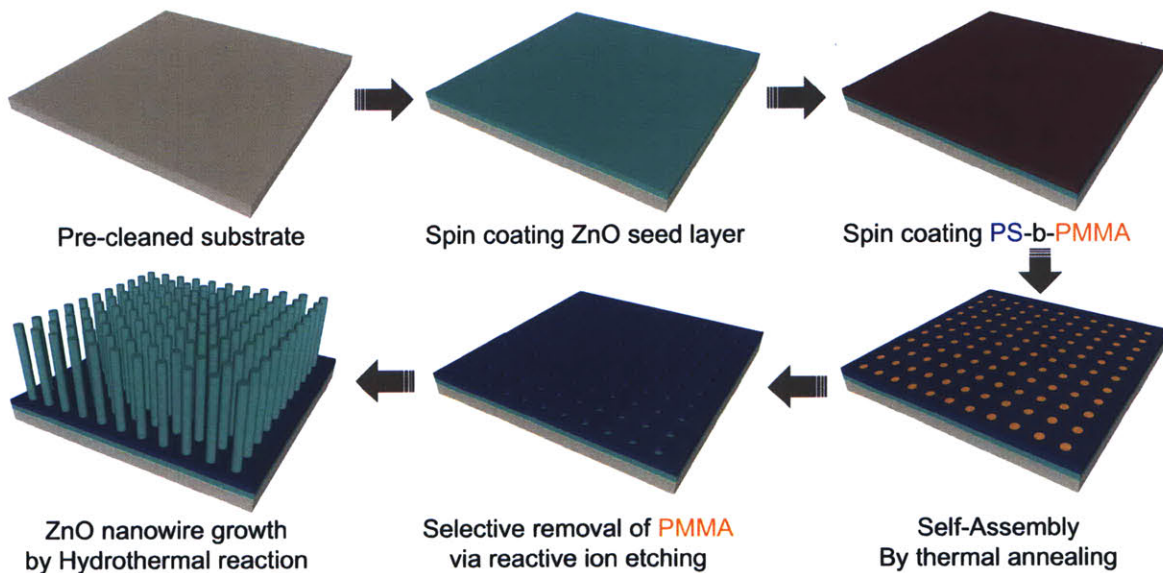 Pre-cleaned substrate
Spin coating ZnO seed layer
Spin coating PS-b-PMMA
Self-Assembly
By thermal annealing
Selective removal of PMMA
via reactive ion etching
ZnO nanowire growth
by Hydrothermal reaction